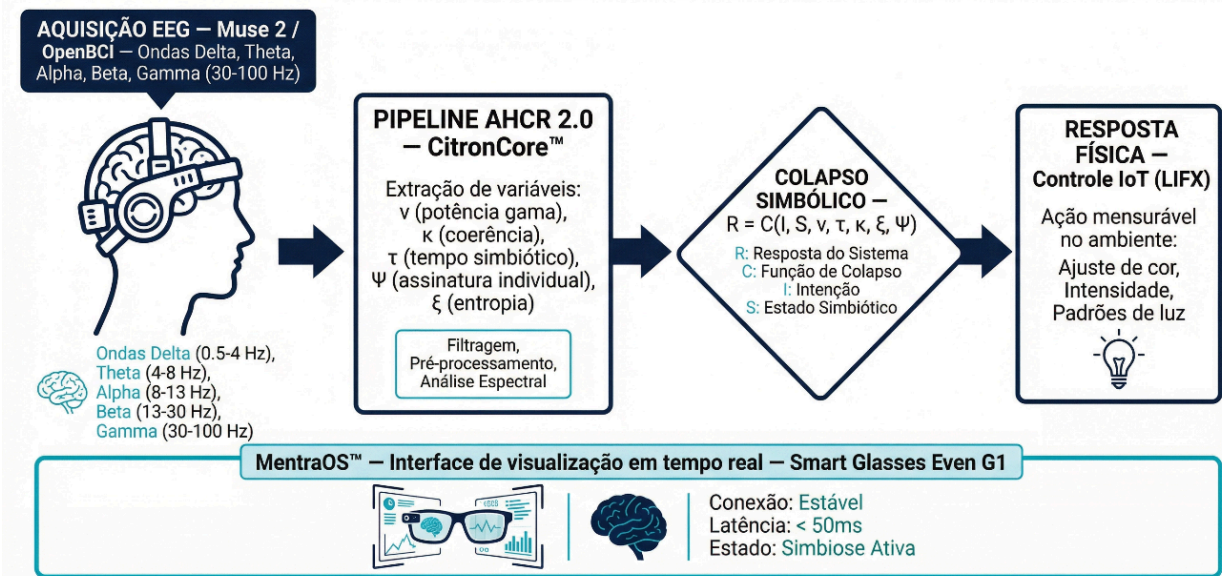 AQUISIÇÃO EEG — Muse 2 /
OpenBCI — Ondas Delta, Theta,
Alpha, Beta, Gamma (30-100 Hz)
Ondas Delta (0.5-4 Hz),
Theta (4-8 Hz),
Alpha (8-13 Hz),
Beta (13-30 Hz),
Gamma (30-100 Hz)
PIPELINE AHCR 2.0
— CitronCore™
Extração de variáveis:
ν (potência gama),
κ (coerência),
τ (tempo simbiótico),
Ψ (assinatura individual),
ξ (entropia)
Filtragem,
Pré-processamento,
Análise Espectral
COLAPSO
SIMBÓLICO —
R = C(I, S, ν, τ, κ, ξ, Ψ)
R: Resposta do Sistema
C: Função de Colapso
I: Intenção
S: Estado Simbiótico
RESPOSTA
FÍSICA —
Controle IoT (LIFX)
Ação mensurável
no ambiente:
Ajuste de cor,
Intensidade,
Padrões de luz
MentraOS™ — Interface de visualização em tempo real — Smart Glasses Even G1
Conexão: Estável
Latência: < 50ms
Estado: Simbiose Ativa